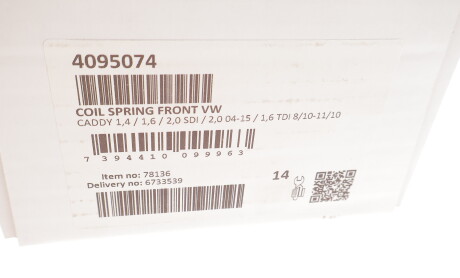 4095074
COIL SPRING FRONT VW
CADDY 1,4 / 1,6 / 2,0 SDI / 2,0 04-15 / 1,6 TDI 8/10-11/10
7 394410 099963
Item no: 78136
Delivery no: 6733539
14